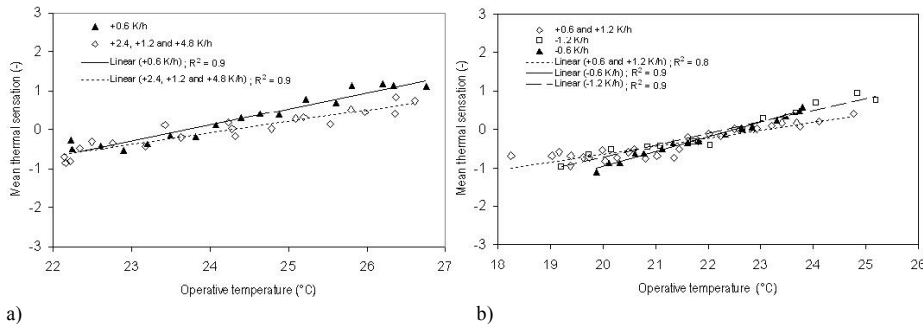 ▲ +0.6 K/h
◇ +2.4, +1.2 and +4.8 K/h
Linear (+0.6 K/h) ; R² = 0.9
Linear (+2.4, +1.2 and +4.8 K/h) ; R² = 0.9
Mean thermal sensation (-)
3
2
1
0
-1
-2
-3
22 23 24 25 26 27
Operative temperature (°C)
a)
◇ +0.6 and +1.2 K/h
□ -1.2 K/h
▲ -0.6 K/h
Linear (+0.6 and +1.2 K/h) ; R² = 0.8
Linear (-0.6 K/h) ; R² = 0.9
Linear (-1.2 K/h) ; R² = 0.9
Mean thermal sensation (-)
3
2
1
0
-1
-2
-3
18 19 20 21 22 23 24 25 26
Operative temperature (°C)
b)